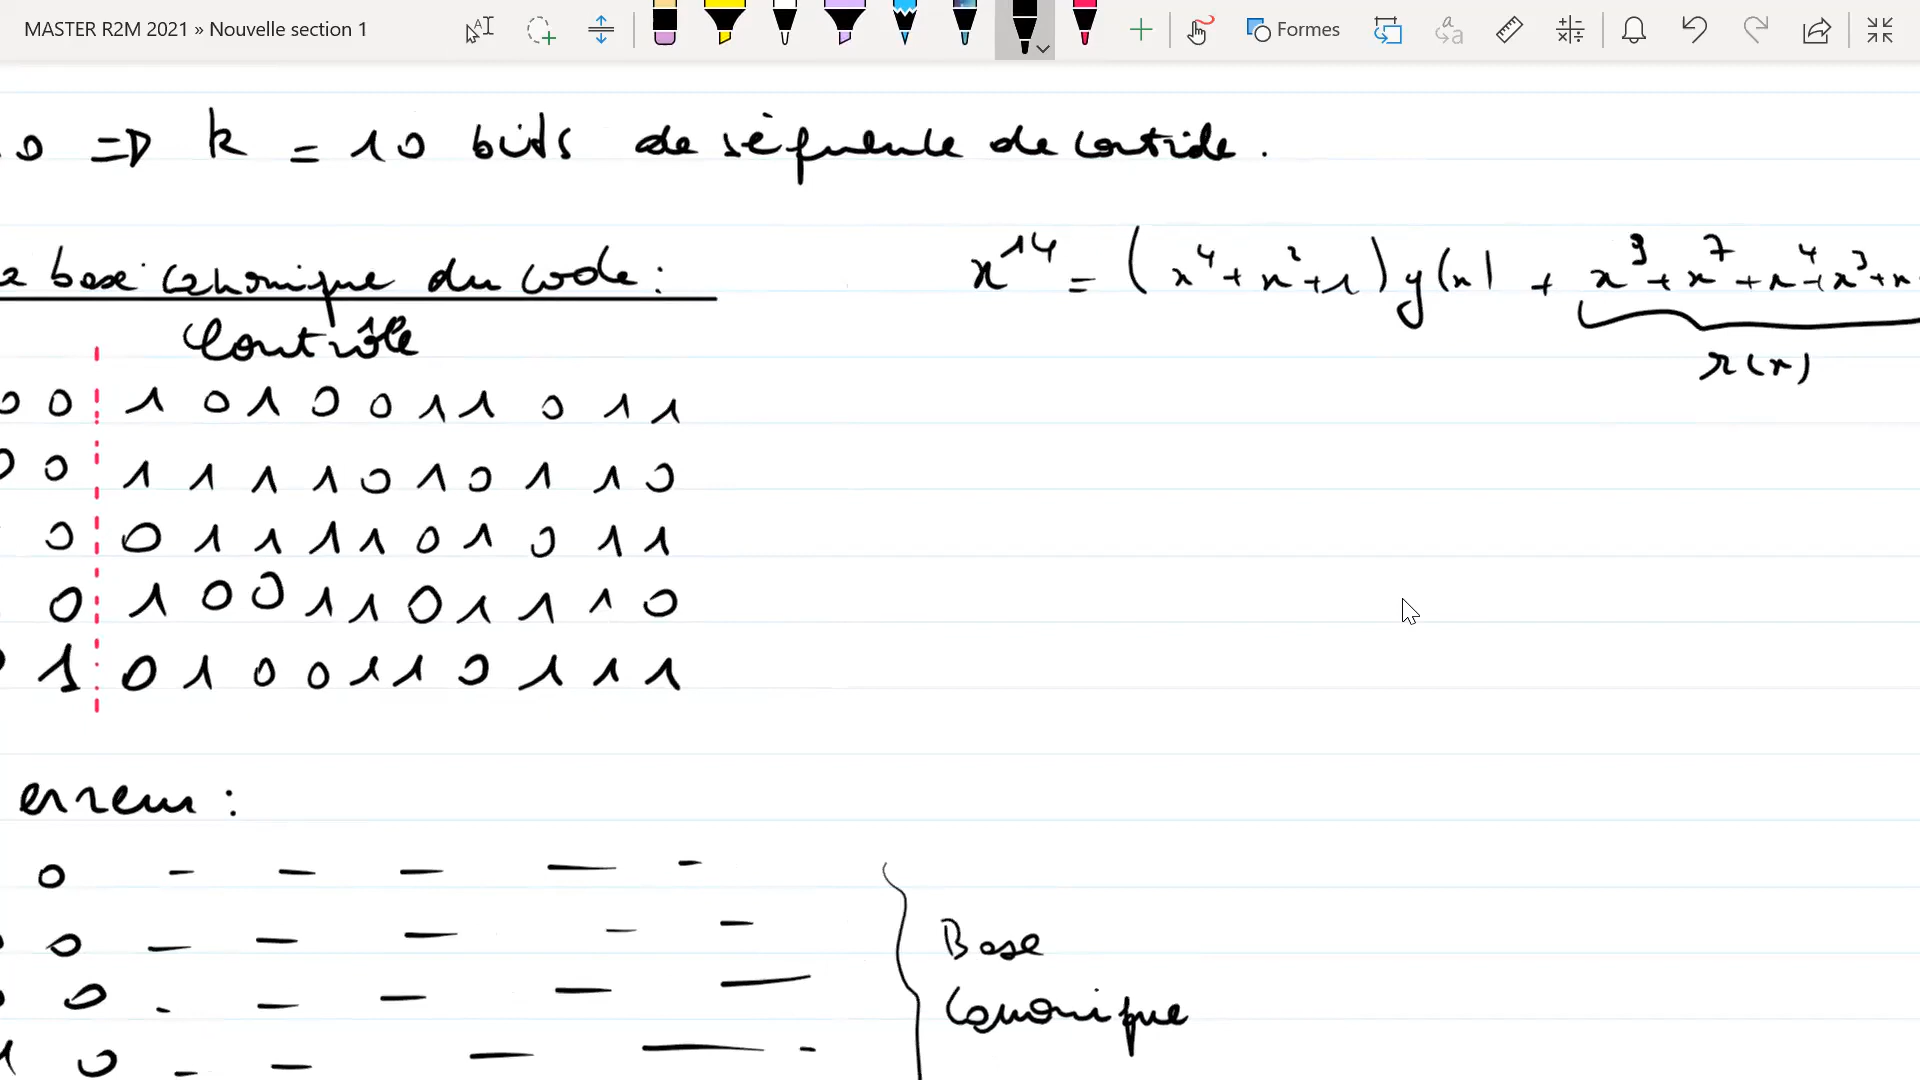 MASTER R2M 2021 » Nouvelle section 1
Formes
0 => k = 10 bits de séquence de contrôle.
base canonique du code :
x^14 = (x^4 + x^2 + 1) y(x) + x^9 + x^7 + x^4 + x^3 + x
Contrôle
r(x)
0 0 1 0 1 0 0 1 1 0 1 1
0 0 1 1 1 1 0 1 0 1 1 0
0 0 1 1 1 1 0 1 0 1 1
0 1 0 0 1 1 0 1 1 1 0
1 0 1 0 0 1 1 0 1 1 1
erreur :
0 - - - - -
0 - - - - -
Base
0 0 - - - - -
Canonique
1 0 - - - - -